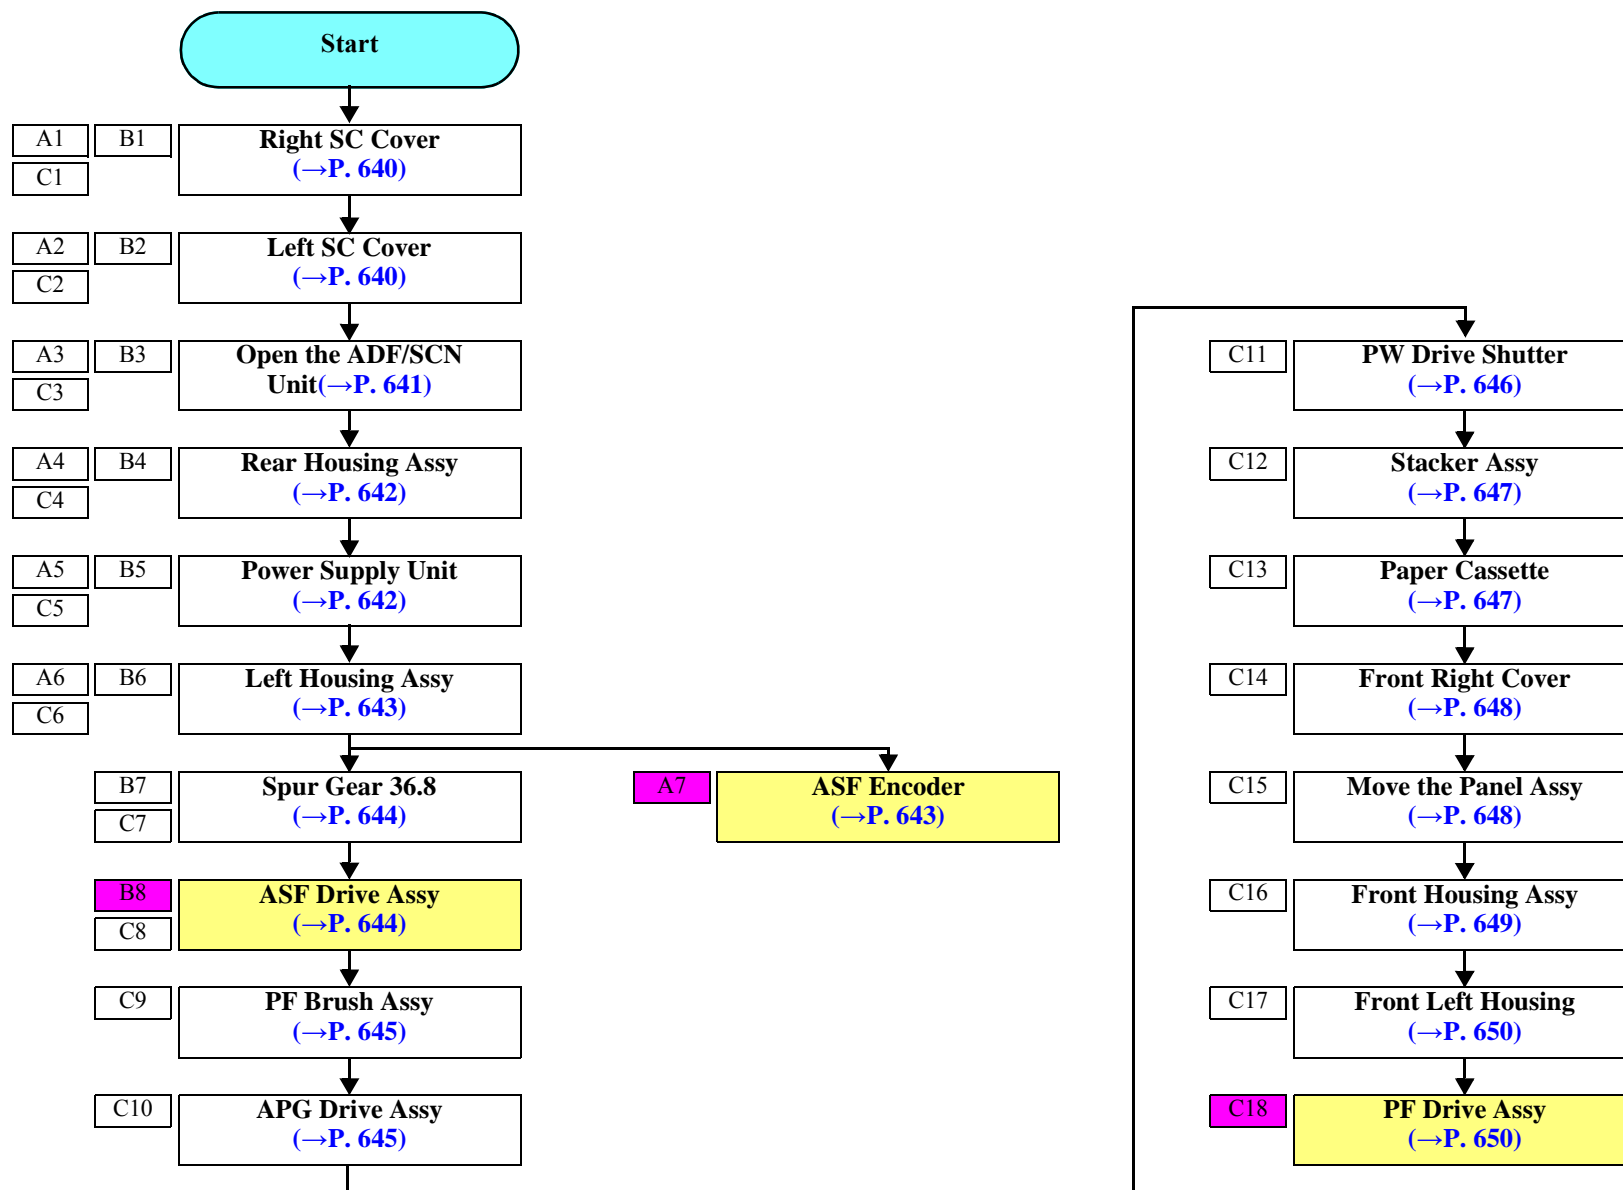 Start
A1 B1 Right SC Cover
C1 (→P. 640)
A2 B2 Left SC Cover
C2 (→P. 640)
A3 B3 Open the ADF/SCN
C3 Unit(→P. 641)
A4 B4 Rear Housing Assy
C4 (→P. 642)
A5 B5 Power Supply Unit
C5 (→P. 642)
A6 B6 Left Housing Assy
C6 (→P. 643)
B7 Spur Gear 36.8
C7 (→P. 644)
A7 ASF Encoder
(→P. 643)
B8 ASF Drive Assy
C8 (→P. 644)
C9 PF Brush Assy
(→P. 645)
C10 APG Drive Assy
(→P. 645)
C11 PW Drive Shutter
(→P. 646)
C12 Stacker Assy
(→P. 647)
C13 Paper Cassette
(→P. 647)
C14 Front Right Cover
(→P. 648)
C15 Move the Panel Assy
(→P. 648)
C16 Front Housing Assy
(→P. 649)
C17 Front Left Housing
(→P. 650)
C18 PF Drive Assy
(→P. 650)